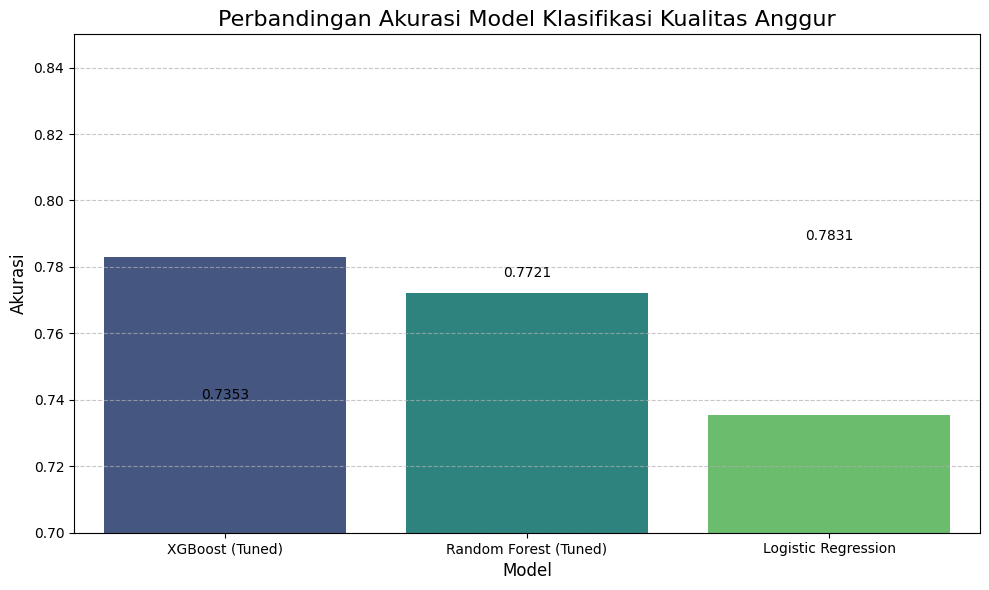 Perbandingan Akurasi Model Klasifikasi Kualitas Anggur
Akurasi
0.84
0.82
0.80
0.78
0.76
0.74
0.72
0.70
0.7353
0.7721
0.7831
XGBoost (Tuned)
Random Forest (Tuned)
Logistic Regression
Model